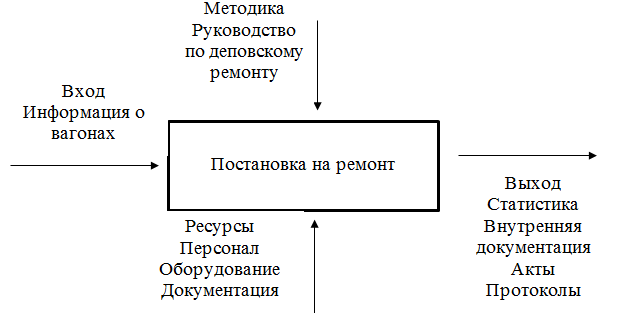 Методика
Руководство
по деповскому
ремонту
Вход
Информация о
вагонах
Постановка на ремонт
Выход
Статистика
Внутренняя
документация
Акты
Протоколы
Ресурсы
Персонал
Оборудование
Документация